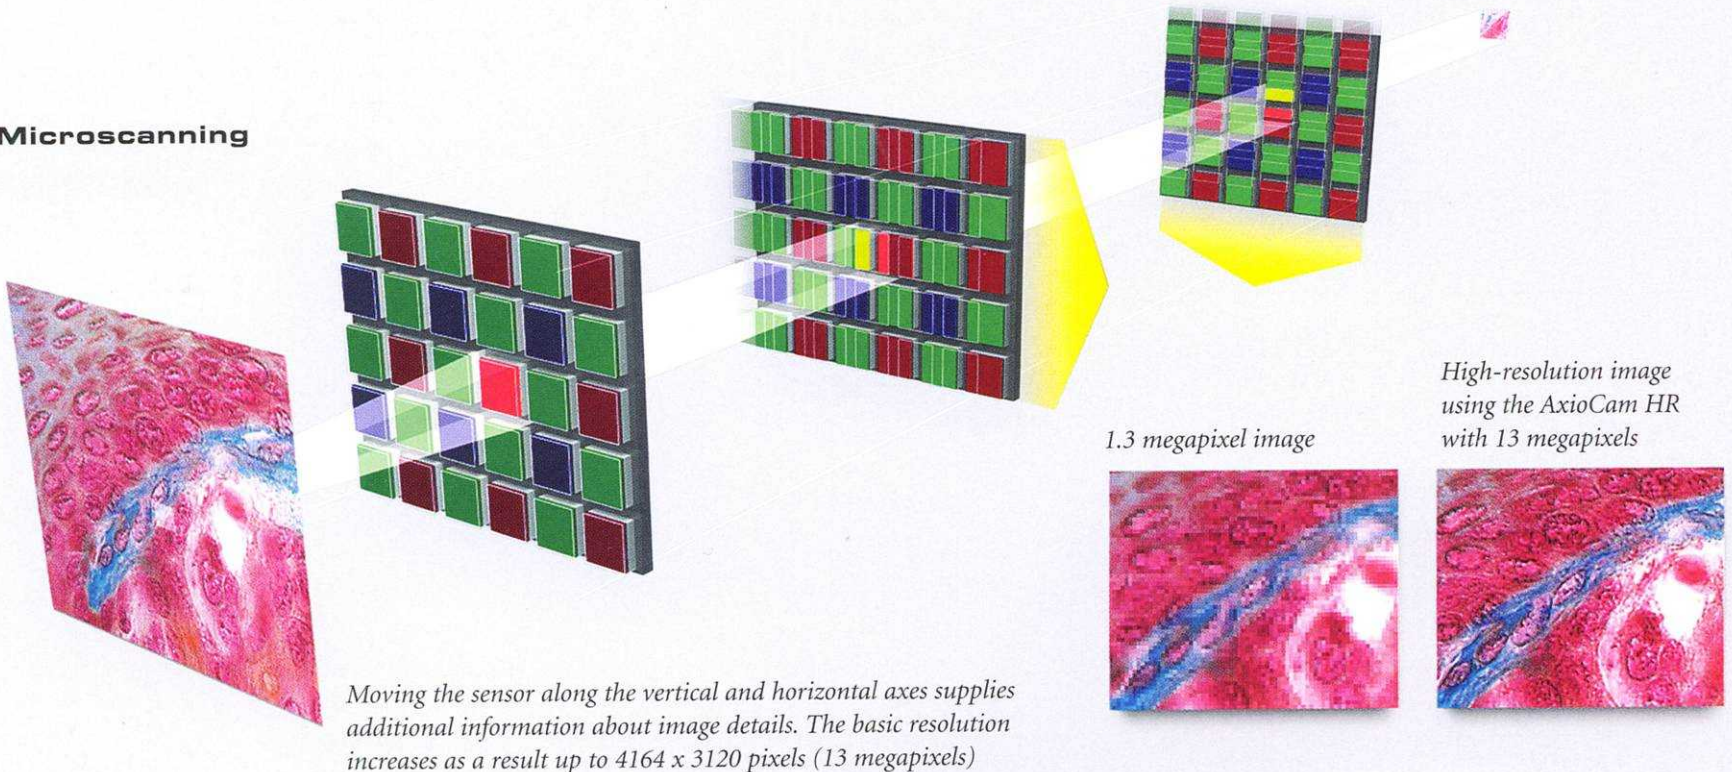 Microscanning
High-resolution image
using the AxioCam HR
with 13 megapixels
1.3 megapixel image
Moving the sensor along the vertical and horizontal axes supplies
additional information about image details. The basic resolution
increases as a result up to 4164 x 3120 pixels (13 megapixels)